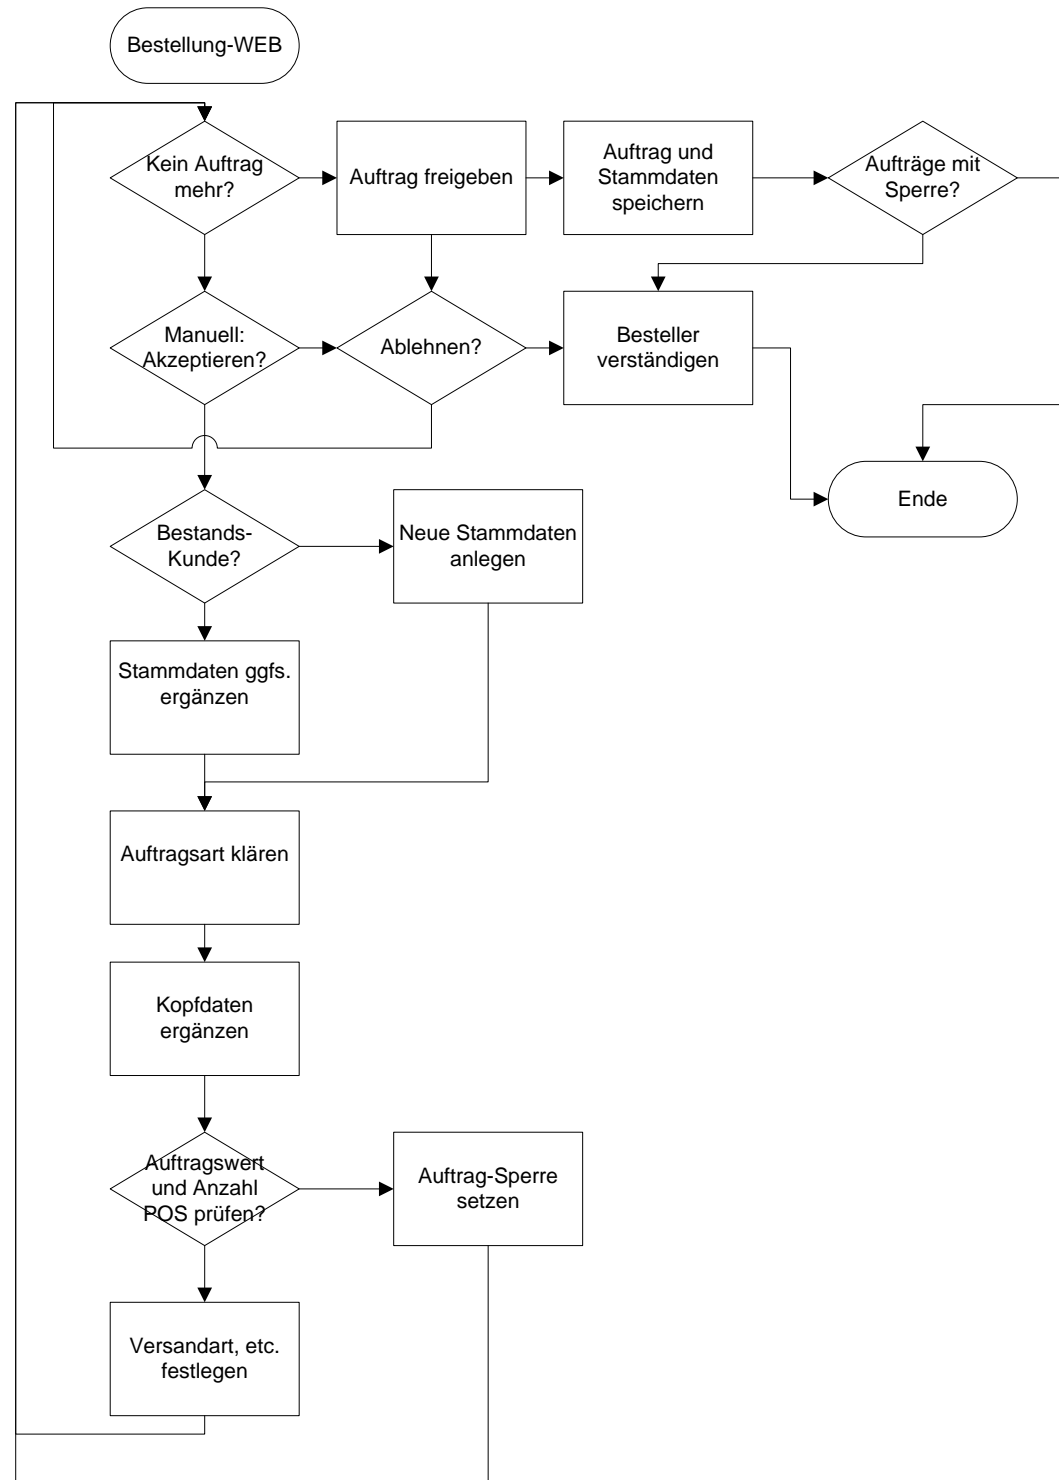 Bestellung-WEB
Kein Auftrag
mehr?
Auftrag freigeben
Auftrag und
Stammdaten
speichern
Aufträge mit
Sperre?
Manuell:
Akzeptieren?
Ablehnen?
Besteller
verständigen
Ende
Bestands-
Kunde?
Neue Stammdaten
anlegen
Stammdaten ggfs.
ergänzen
Auftragsart klären
Kopfdaten
ergänzen
Auftragswert
und Anzahl
POS prüfen?
Auftrag-Sperre
setzen
Versandart, etc.
festlegen